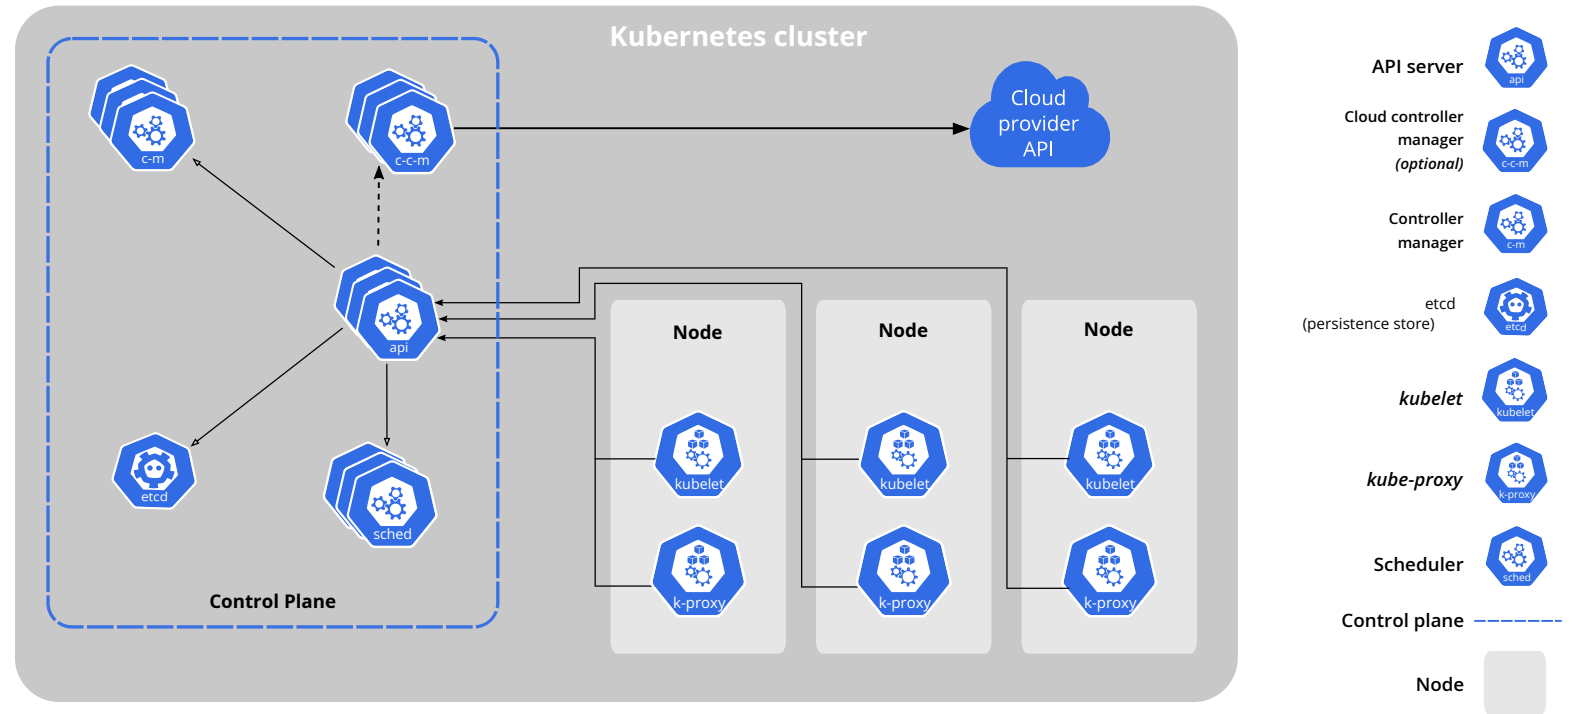 Kubernetes cluster
c-m
c-c-m
Cloud
provider
API
api
etcd
sched
Control Plane
Node
kubelet
k-proxy
Node
kubelet
k-proxy
Node
kubelet
k-proxy
API server
api
Cloud controller
manager
(optional)
c-c-m
Controller
manager
c-m
etcd
(persistence store)
etcd
kubelet
kubelet
kube-proxy
k-proxy
Scheduler
sched
Control plane
Node